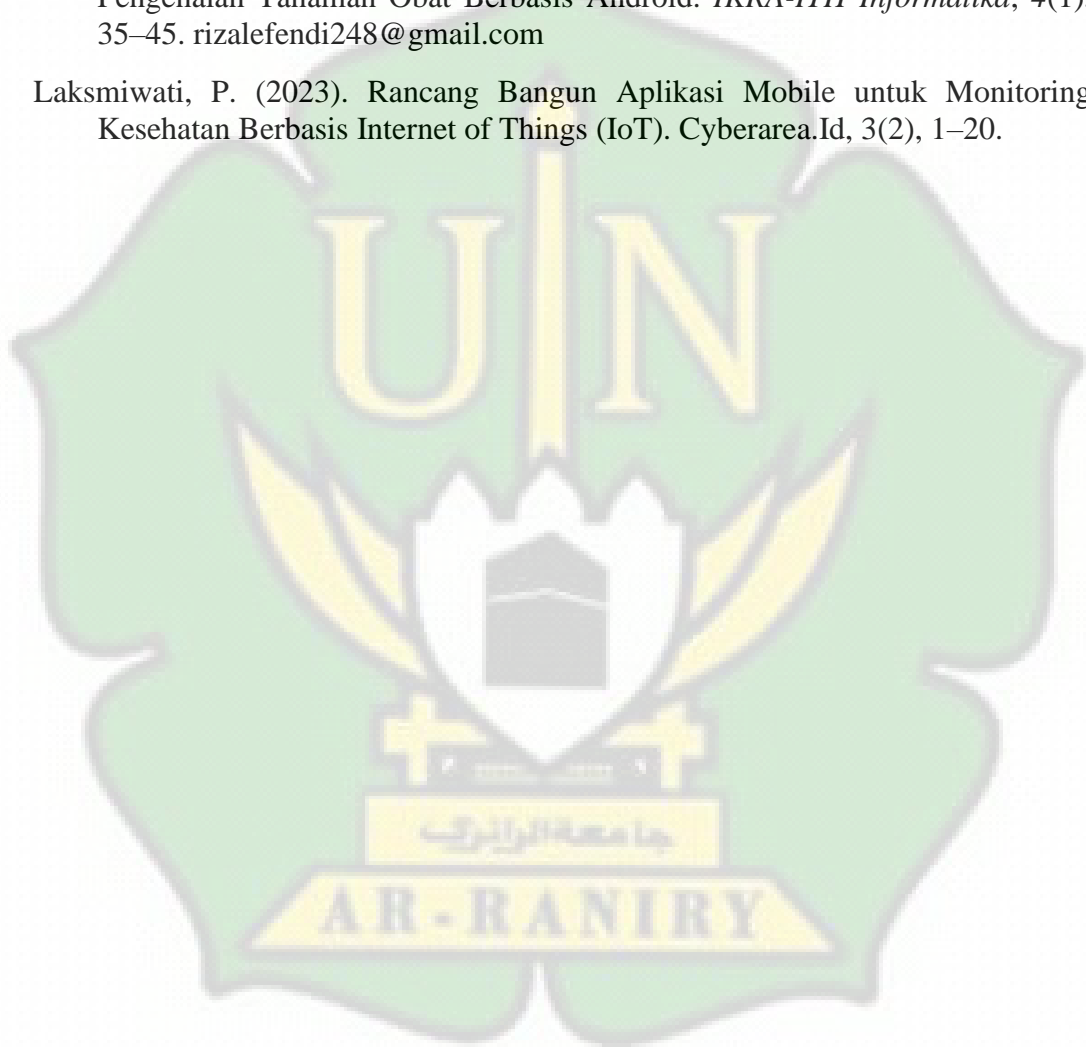 Pengenalan Tanaman Obat Berbasis Android. IKRA-ITH Informatika, 4(1),
35–45. rizalefendi248@gmail.com
Laksmiwati, P. (2023). Rancang Bangun Aplikasi Mobile untuk Monitoring
Kesehatan Berbasis Internet of Things (IoT). Cyberarea.Id, 3(2), 1–20.
UIN
جامعة الرانري
AR-RANIRY